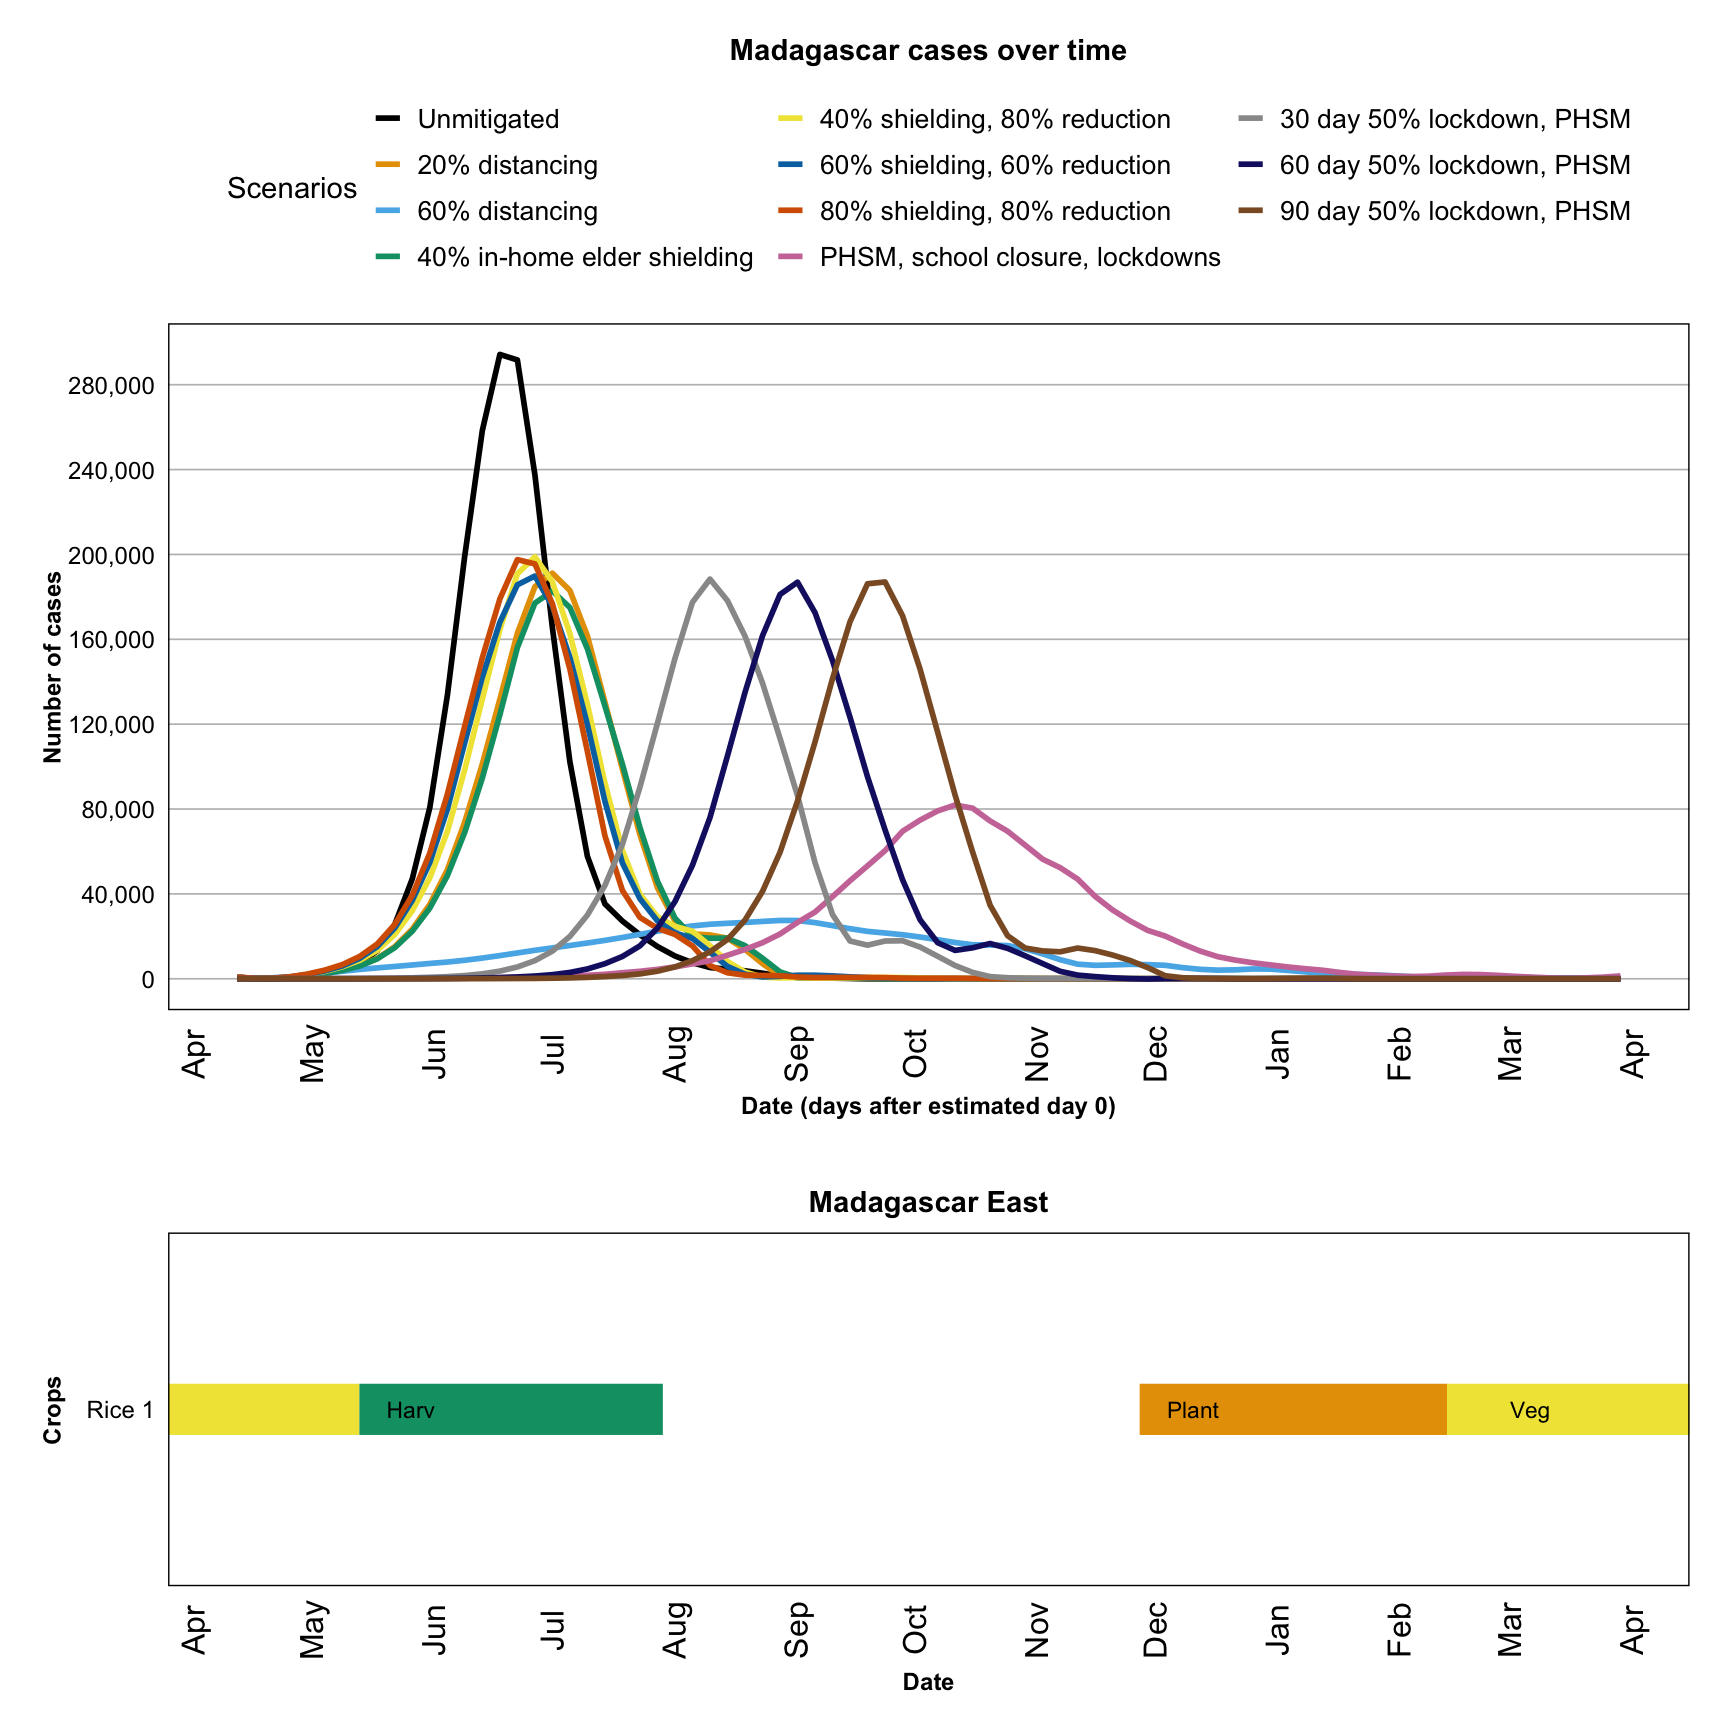 Madagascar cases over time
Scenarios
Unmitigated
20% distancing
60% distancing
40% in-home elder shielding
40% shielding, 80% reduction
60% shielding, 60% reduction
80% shielding, 80% reduction
PHSM, school closure, lockdowns
30 day 50% lockdown, PHSM
60 day 50% lockdown, PHSM
90 day 50% lockdown, PHSM
Number of cases
280,000
240,000
200,000
160,000
120,000
80,000
40,000
0
Apr May Jun Jul Aug Sep Oct Nov Dec Jan Feb Mar Apr
Date (days after estimated day 0)
Madagascar East
Crops
Rice 1 Harv Plant Veg
Apr May Jun Jul Aug Sep Oct Nov Dec Jan Feb Mar Apr
Date